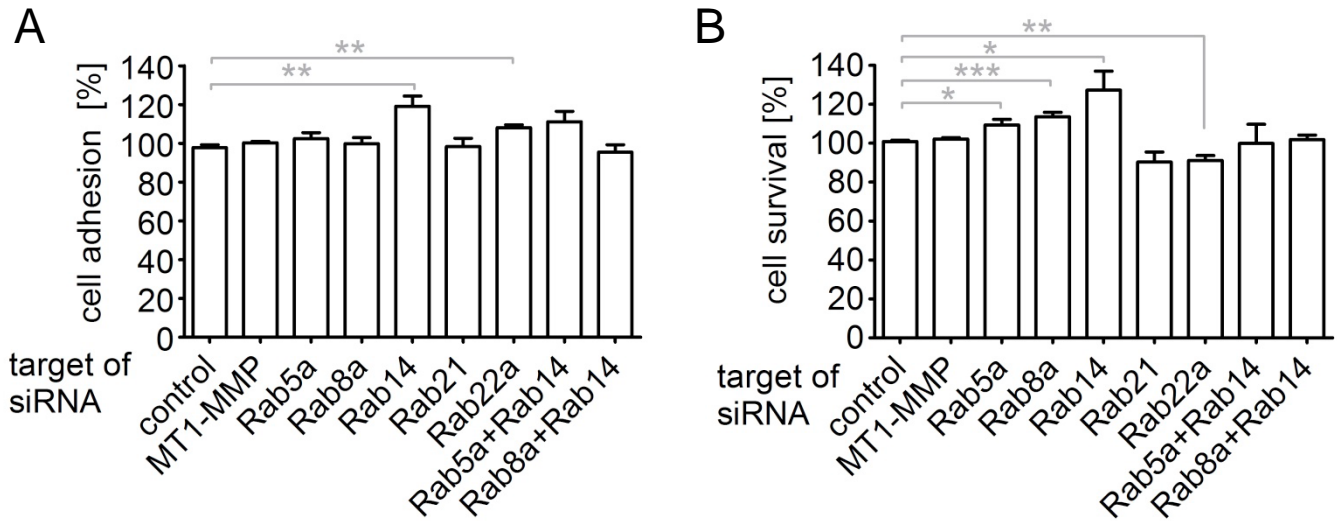 A
**
**
cell adhesion [%]
140
120
100
80
60
40
20
0
target of
siRNA
control
MT1-MMP
Rab5a
Rab8a
Rab14
Rab21
Rab22a
Rab5a+Rab14
Rab8a+Rab14
B
**
*
***
*
cell survival [%]
140
120
100
80
60
40
20
0
target of
siRNA
control
MT1-MMP
Rab5a
Rab8a
Rab14
Rab21
Rab22a
Rab5a+Rab14
Rab8a+Rab14